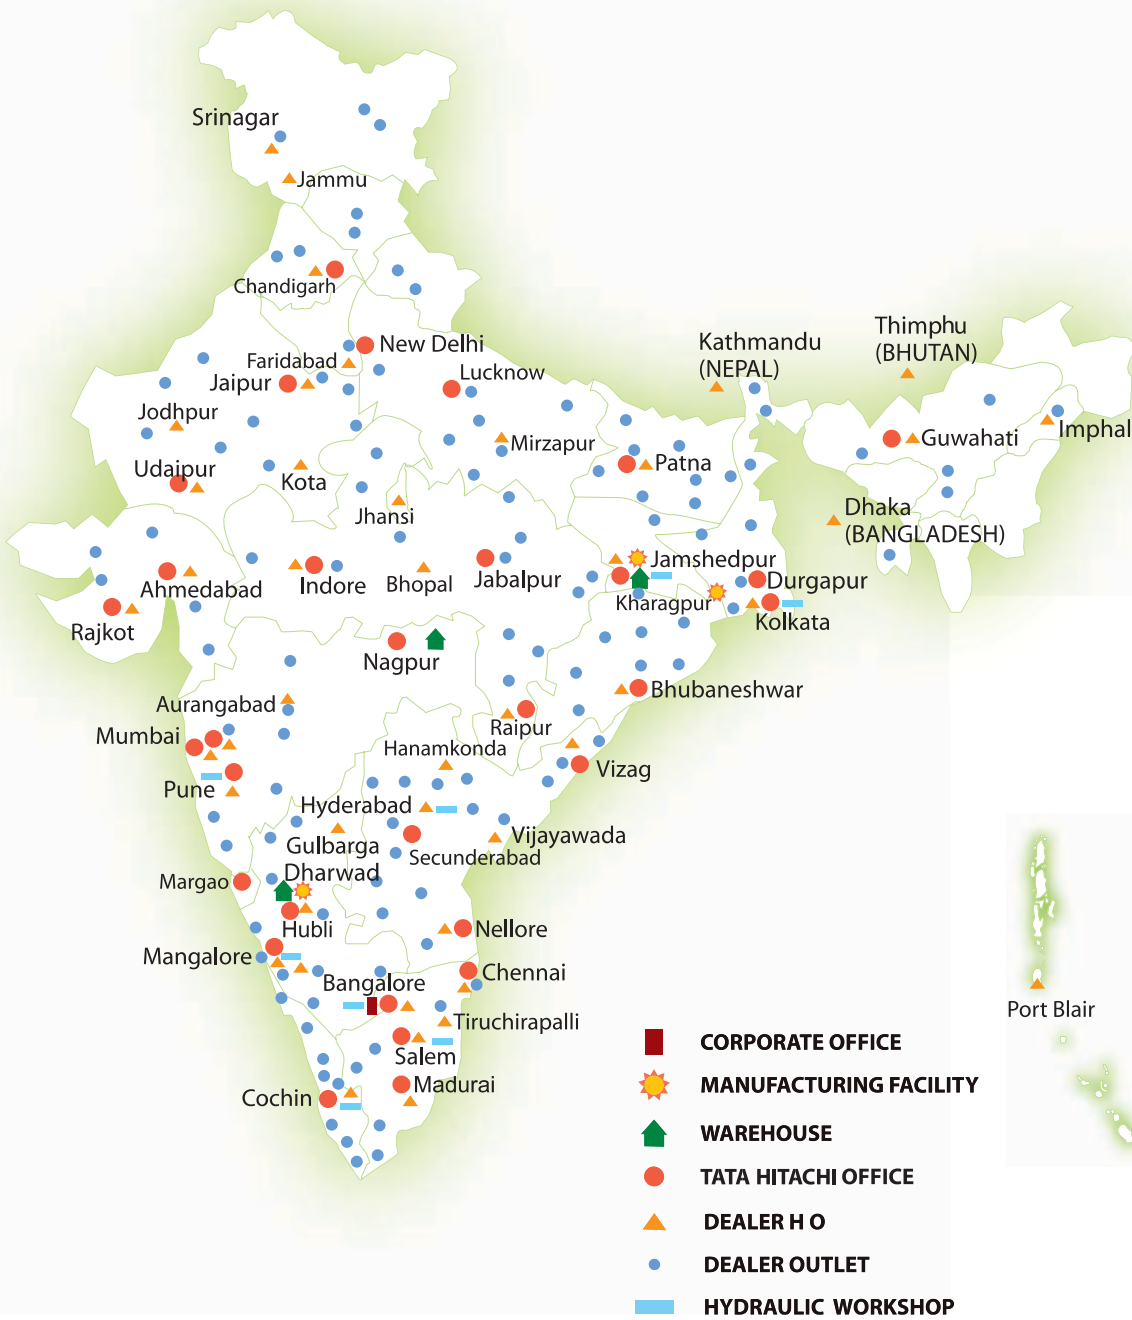 Srinagar
Jammu
Chandigarh
Faridabad
New Delhi
Jaipur
Lucknow
Kathmandu
(NEPAL)
Thimphu
(BHUTAN)
Jodhpur
Mirzapur
Guwahati
Imphal
Udaipur
Kota
Patna
Jhansi
Dhaka
(BANGLADESH)
Ahmedabad
Indore
Bhopal
Jabalpur
Jamshedpur
Durgapur
Kharagpur
Kolkata
Rajkot
Nagpur
Bhubaneshwar
Aurangabad
Raipur
Mumbai
Hanamkonda
Vizag
Pune
Hyderabad
Gulbarga
Vijayawada
Secunderabad
Dharwad
Margao
Hubli
Nellore
Mangalore
Chennai
Bangalore
Tiruchirapalli
Port Blair
Salem
Madurai
Cochin
CORPORATE OFFICE
MANUFACTURING FACILITY
WAREHOUSE
TATA HITACHI OFFICE
DEALER H O
DEALER OUTLET
HYDRAULIC WORKSHOP